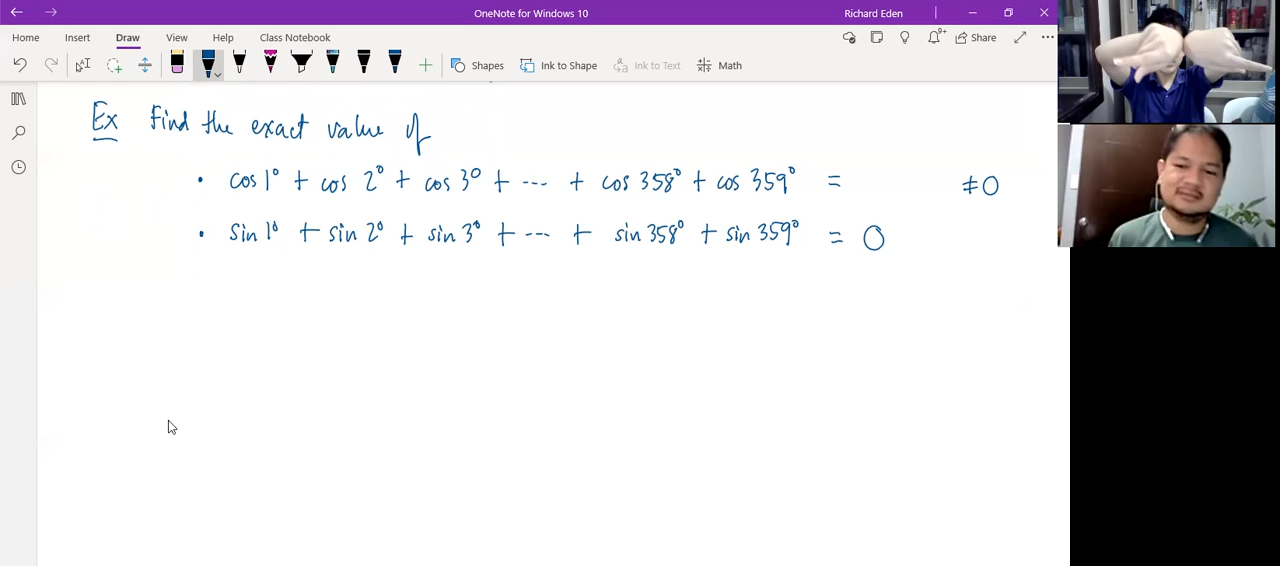 OneNote for Windows 10
Richard Eden
Home Insert Draw View Help Class Notebook
9+ Share
Shapes Ink to Shape Ink to Text Math
Ex Find the exact value of
• cos 1° + cos 2° + cos 3° + ... + cos 358° + cos 359° = ≠ 0
• sin 1° + sin 2° + sin 3° + ... + sin 358° + sin 359° = 0